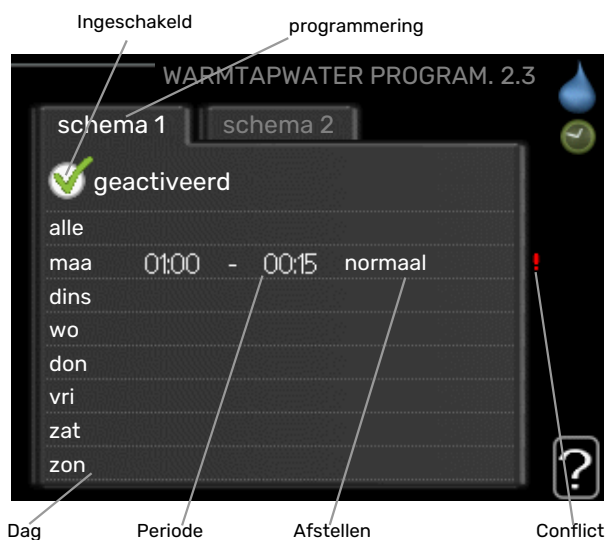 Ingeschakeld
programmering
WARMTAPWATER PROGRAM. 2.3
schema 1
schema 2
geactiveerd
alle
maa 01:00 - 00:15 normaal !
dins
wo
don
vri
zat
zon
?
Dag Periode Afstellen Conflict